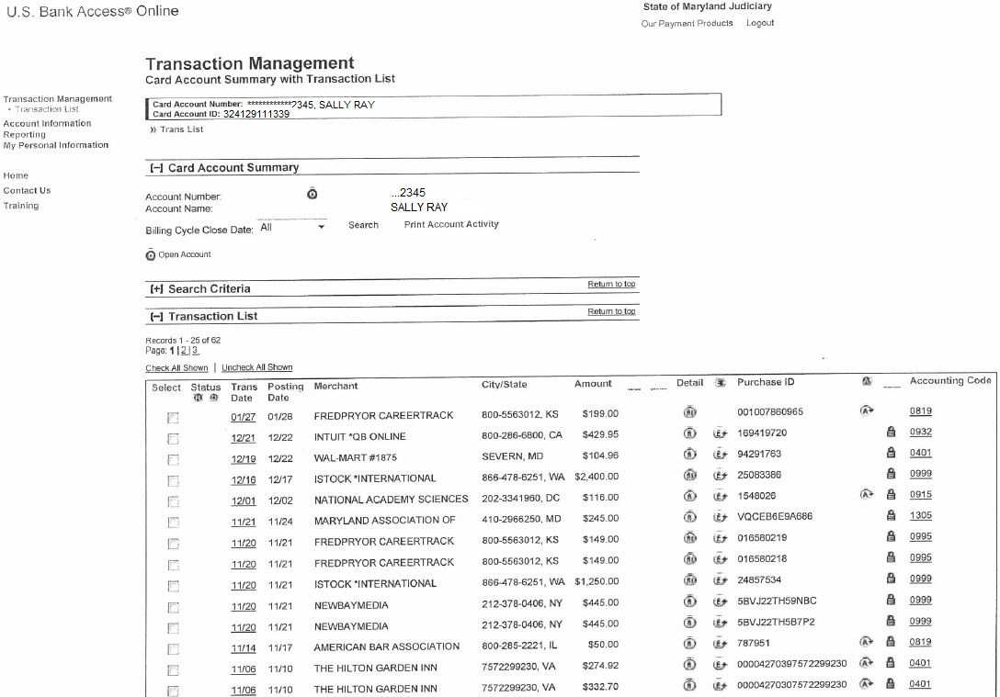 U.S. Bank Access® Online
State of Maryland Judiciary
Our Payment Products Logout
Transaction Management
Card Account Summary with Transaction List
Transaction Management
• Transaction List
Account Information
Reporting
My Personal Information
Home
Contact Us
Training
Card Account Number: ************2345, SALLY RAY
Card Account ID: 324129111339
» Trans List
[–] Card Account Summary
Account Number: ...2345
Account Name: SALLY RAY
Billing Cycle Close Date: All Search Print Account Activity
Open Account
[+] Search Criteria Return to top
[–] Transaction List Return to top
Records 1 - 25 of 62
Page: 1 | 2 | 3
Check All Shown | Uncheck All Shown
Select Status Trans Date Posting Date Merchant City/State Amount Detail Purchase ID Accounting Code
01/27 01/28 FREDPRYOR CAREERTRACK 800-5563012, KS $199.00 001007860965 0819
12/21 12/22 INTUIT *QB ONLINE 800-286-6800, CA $429.95 169419720 0932
12/19 12/22 WAL-MART #1875 SEVERN, MD $104.96 94291763 0401
12/16 12/17 ISTOCK *INTERNATIONAL 866-478-6251, WA $2,400.00 25083386 0999
12/01 12/02 NATIONAL ACADEMY SCIENCES 202-3341960, DC $116.00 1548026 0915
11/21 11/24 MARYLAND ASSOCIATION OF 410-2966250, MD $245.00 VQCEB6E9A686 1305
11/20 11/21 FREDPRYOR CAREERTRACK 800-5563012, KS $149.00 016580219 0995
11/20 11/21 FREDPRYOR CAREERTRACK 800-5563012, KS $149.00 016580218 0995
11/20 11/21 ISTOCK *INTERNATIONAL 866-478-6251, WA $1,250.00 24857534 0999
11/20 11/21 NEWBAYMEDIA 212-378-0406, NY $445.00 5BVJ22TH59NBC 0999
11/20 11/21 NEWBAYMEDIA 212-378-0406, NY $445.00 5BVJ22TH5B7P2 0999
11/14 11/17 AMERICAN BAR ASSOCIATION 800-285-2221, IL $50.00 787951 0819
11/06 11/10 THE HILTON GARDEN INN 7572299230, VA $274.92 00004270397572299230 0401
11/06 11/10 THE HILTON GARDEN INN 7572299230, VA $332.70 00004270307572299230 0401